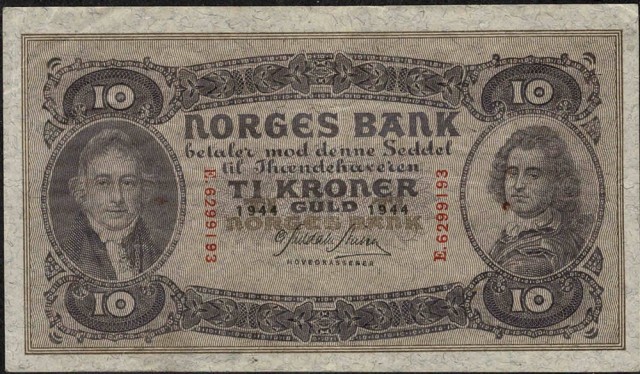 10 10
NORGES BANK
betaler mod denne Seddel
til Ihændehaveren
TI KRONER
1944 GULD 1944
NORGES BANK
HOVEDKASSERER
E.6299193
E.6299193
10 10